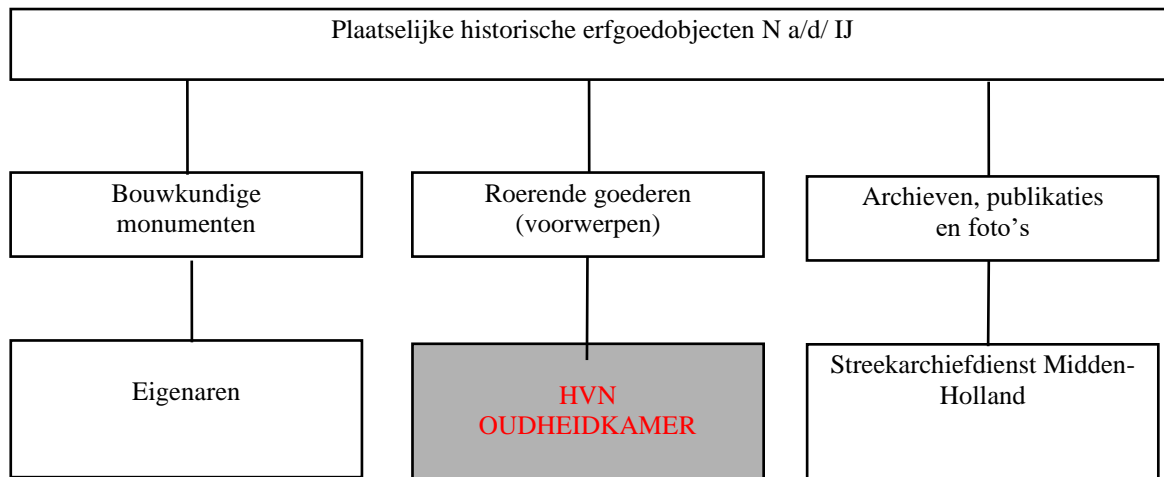 Plaatselijke historische erfgoedobjecten N a/d/ IJ
Bouwkundige
monumenten
Roerende goederen
(voorwerpen)
Archieven, publikaties
en foto's
Eigenaren
HVN
OUDHEIDKAMER
Streekarchiefdienst Midden-
Holland